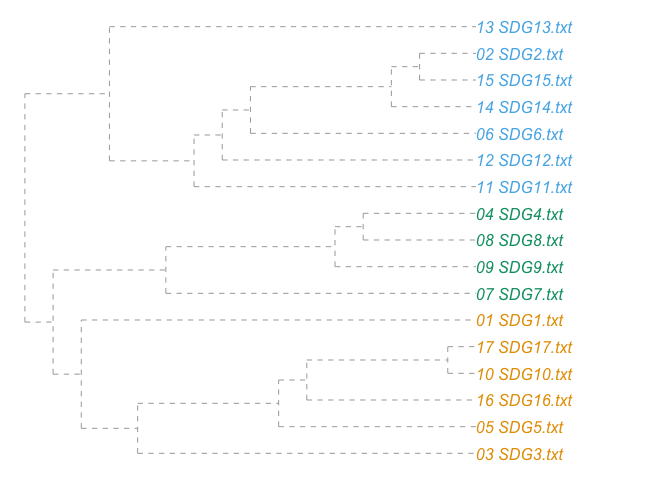 13 SDG13.txt
02 SDG2.txt
15 SDG15.txt
14 SDG14.txt
06 SDG6.txt
12 SDG12.txt
11 SDG11.txt
04 SDG4.txt
08 SDG8.txt
09 SDG9.txt
07 SDG7.txt
01 SDG1.txt
17 SDG17.txt
10 SDG10.txt
16 SDG16.txt
05 SDG5.txt
03 SDG3.txt